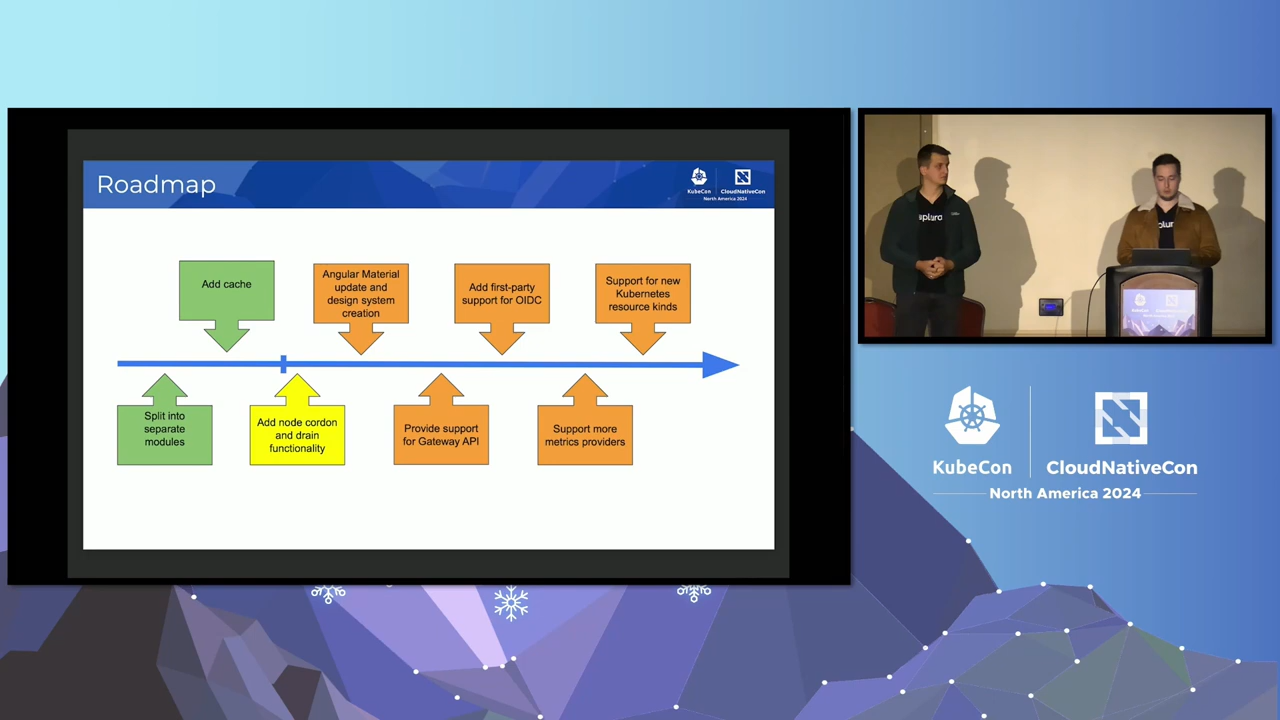 Roadmap
KubeCon
CloudNativeCon
North America 2024
Add cache
Angular Material
update and
design system
creation
Add first-party
support for OIDC
Support for new
Kubernetes
resource kinds
Split into
separate
modules
Add node cordon
and drain
functionality
Provide support
for Gateway API
Support more
metrics providers
plura
plur
KubeCon
CloudNativeCon
North America 2024